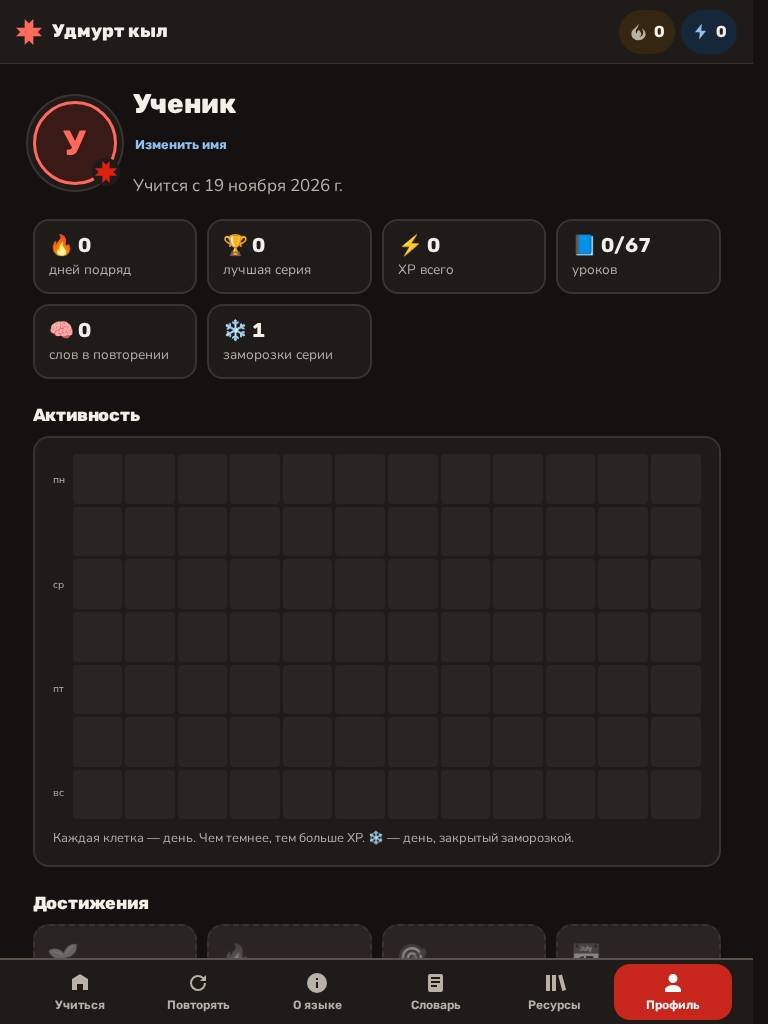 Удмурт кыл
0
0
У
Ученик
Изменить имя
Учится с 19 ноября 2026 г.
0
дней подряд
0
лучшая серия
0
XP всего
0/67
уроков
0
слов в повторении
1
заморозки серии
Активность
пн
ср
пт
вс
Каждая клетка — день. Чем темнее, тем больше XP. ❄️ — день, закрытый заморозкой.
Достижения
Учиться
Повторять
О языке
Словарь
Ресурсы
Профиль